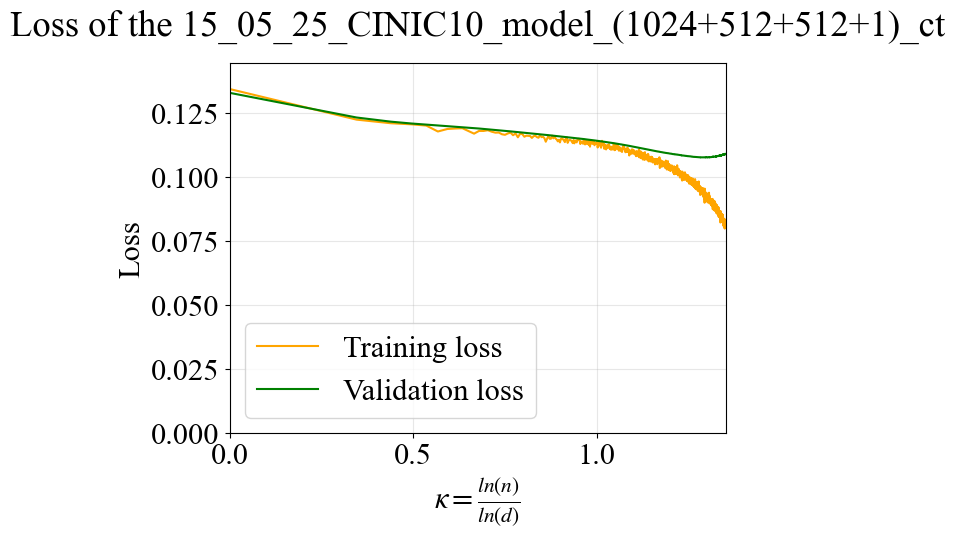 Loss of the 15_05_25_CINIC10_model_(1024+512+512+1)_ct
0.125
0.100
0.075
0.050
0.025
0.000
Loss
Training loss
Validation loss
0.0 0.5 1.0
κ = ln(n)/ln(d)